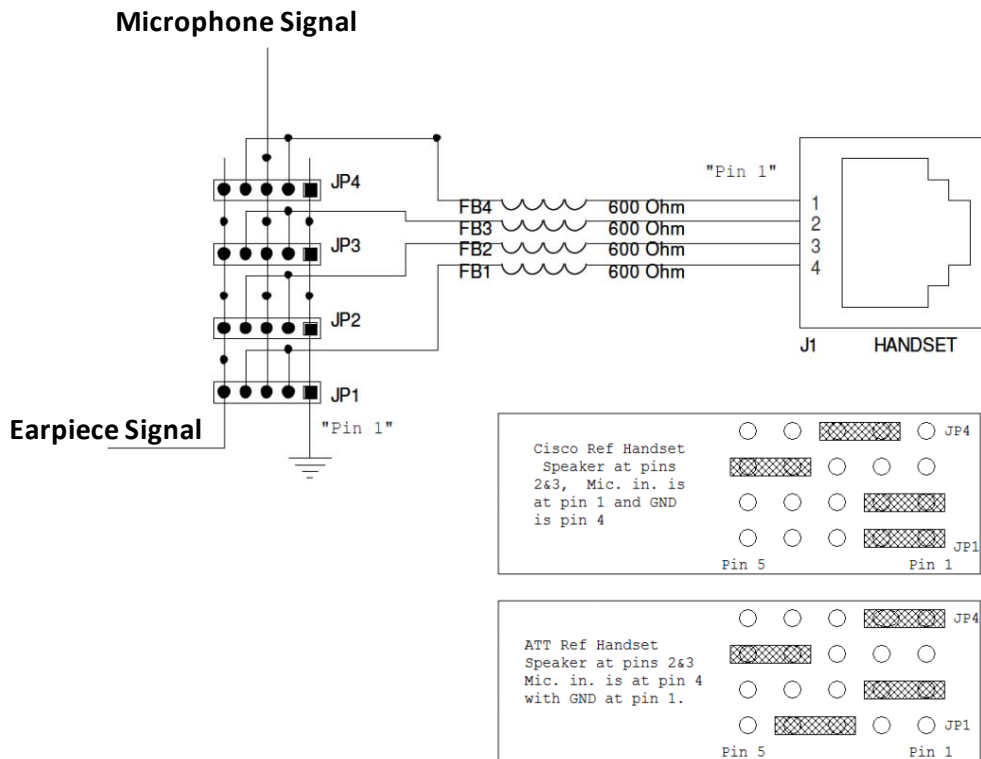 Microphone Signal
JP4
JP3
JP2
JP1
"Pin 1"
Earpiece Signal
"Pin 1"
FB4 600 Ohm
FB3 600 Ohm
FB2 600 Ohm
FB1 600 Ohm
1
2
3
4
J1 HANDSET
Cisco Ref Handset
Speaker at pins
2&3, Mic. in. is
at pin 1 and GND
is pin 4
JP4
JP1
Pin 5 Pin 1
ATT Ref Handset
Speaker at pins 2&3
Mic. in. is at pin 4
with GND at pin 1.
JP4
JP1
Pin 5 Pin 1